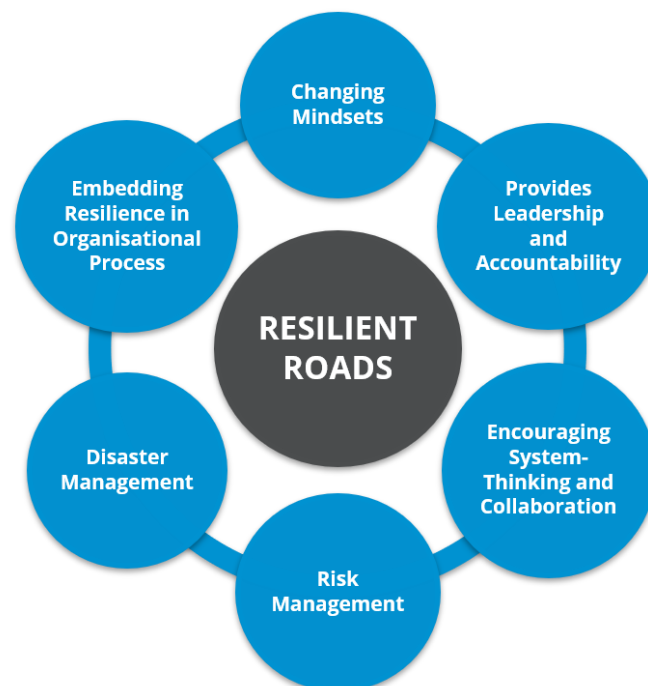 Changing
Mindsets
Provides
Leadership
and
Accountability
Encouraging
System-
Thinking and
Collaboration
Risk
Management
Disaster
Management
Embedding
Resilience in
Organisational
Process
RESILIENT
ROADS